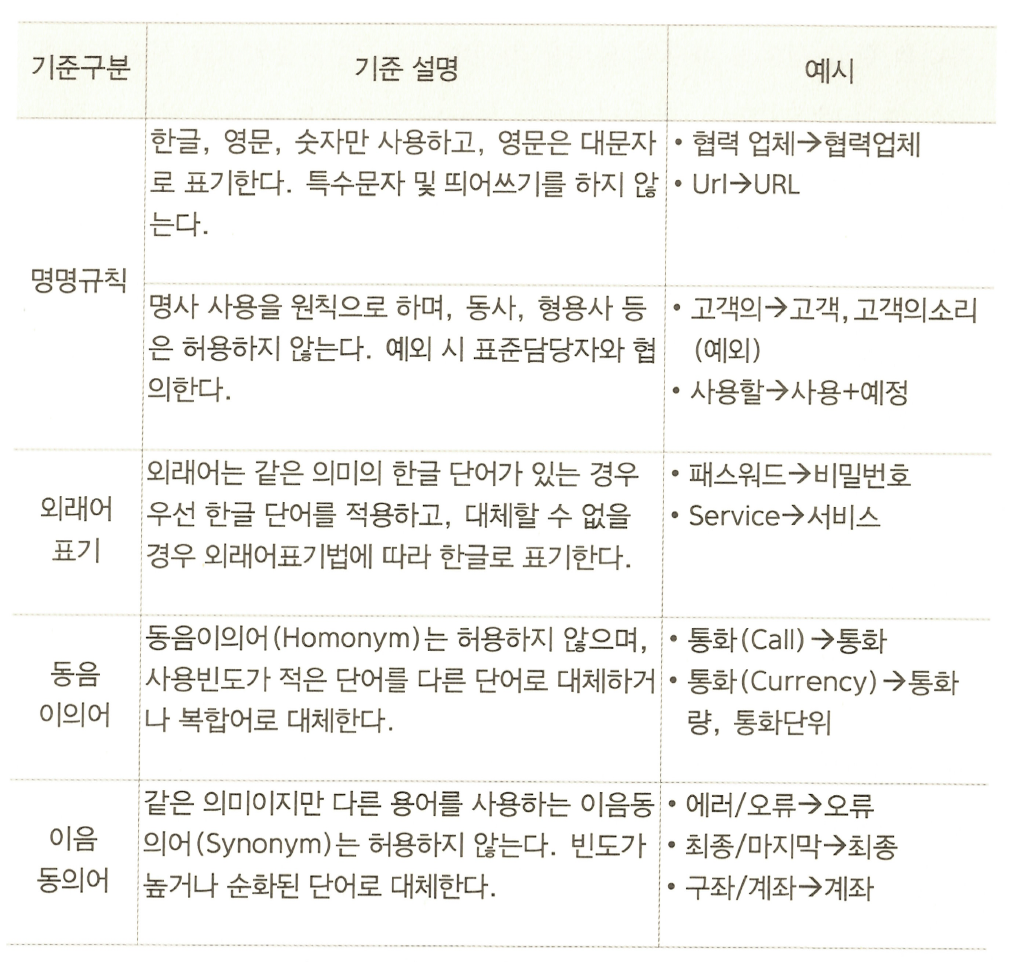 기준구분
기준 설명
예시
명명규칙
한글, 영문, 숫자만 사용하고, 영문은 대문자
로 표기한다. 특수문자 및 띄어쓰기를 하지 않
는다.
• 협력 업체→협력업체
• Url→URL
명사 사용을 원칙으로 하며, 동사, 형용사 등
은 허용하지 않는다. 예외 시 표준담당자와 협
의한다.
• 고객의→고객, 고객의소리
(예외)
• 사용할→사용+예정
외래어
표기
외래어는 같은 의미의 한글 단어가 있는 경우
우선 한글 단어를 적용하고, 대체할 수 없을
경우 외래어표기법에 따라 한글로 표기한다.
• 패스워드→비밀번호
• Service→서비스
동음
이의어
동음이의어(Homonym)는 허용하지 않으며,
사용빈도가 적은 단어를 다른 단어로 대체하거
나 복합어로 대체한다.
• 통화(Call)→통화
• 통화(Currency)→통화
량, 통화단위
이음
동의어
같은 의미이지만 다른 용어를 사용하는 이음동
의어(Synonym)는 허용하지 않는다. 빈도가
높거나 순화된 단어로 대체한다.
• 에러/오류→오류
• 최종/마지막→최종
• 구좌/계좌→계좌